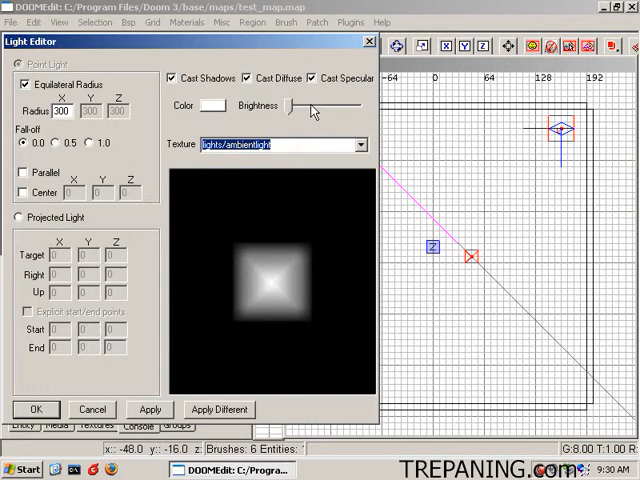 DOOMEdit: C:/Program Files/Doom 3/base/maps/test_map.map
File Edit View Selection Bsp Grid Textures Misc Region Brush Patch Plugins Help
Light Editor
Point Light
Equilateral Radius
X Y Z
Radius 300 300 300
Fall-off
0.0 0.5 1.0
Parallel
Center X Y Z
0 0 0
Cast Shadows Cast Diffuse Cast Specular
Color Brightness
Texture lights/ambientlight
Projected Light
X Y Z
Target 0 0 0
Right 0 0 0
Up 0 0 0
Explicit start/end points
Start 0 0 0
End 0 0 0
OK Cancel Apply Apply Different
-64 0 64 128 192
X Y Z
Z
Entity Media Textures Console Groups
x:: -48.0 y:: -16.0 Brushes: 6 Entities:
G:8.00 T:1.00 R:
Start
DOOMEdit: C:/Progra...
9:30 AM
TREPANING.com